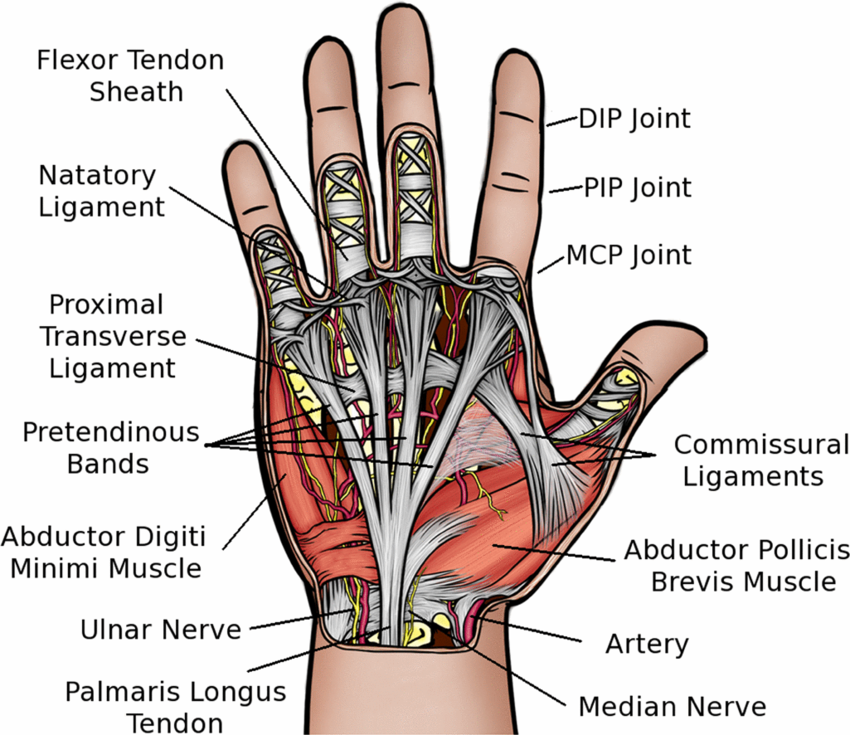 Flexor Tendon
Sheath
Natatory
Ligament
Proximal
Transverse
Ligament
Pretendinous
Bands
Abductor Digiti
Minimi Muscle
Ulnar Nerve
Palmaris Longus
Tendon
DIP Joint
PIP Joint
MCP Joint
Commissural
Ligaments
Abductor Pollicis
Brevis Muscle
Artery
Median Nerve